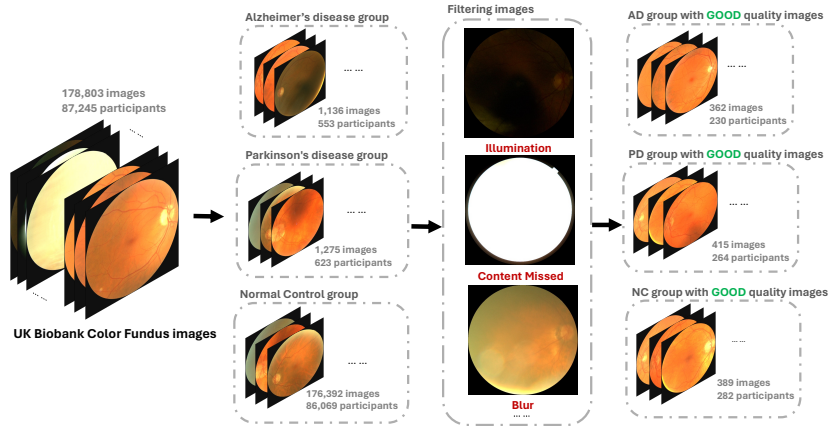 178,803 images
87,245 participants
... ...
... ...
UK Biobank Color Fundus images
Alzheimer's disease group
... ...
1,136 images
553 participants
Parkinson's disease group
... ...
1,275 images
623 participants
Normal Control group
... ...
176,392 images
86,069 participants
Filtering images
Illumination
Content Missed
Blur
... ...
AD group with GOOD quality images
... ...
362 images
230 participants
PD group with GOOD quality images
... ...
415 images
264 participants
NC group with GOOD quality images
... ...
389 images
282 participants